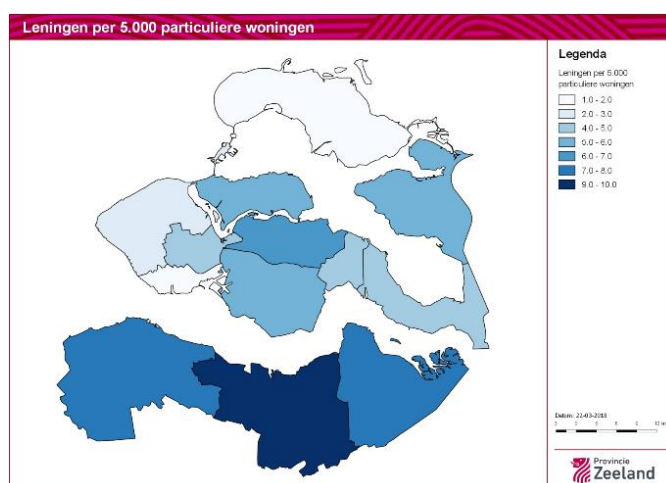 Leningen per 5.000 particuliere woningen
Legenda
Leningen per 5.000
particuliere woningen
1.0 - 2.0
2.0 - 3.0
4.0 - 5.0
5.0 - 6.0
6.0 - 7.0
7.0 - 8.0
9.0 - 10.0
Datum: 22-03-2018
Provincie
Zeeland